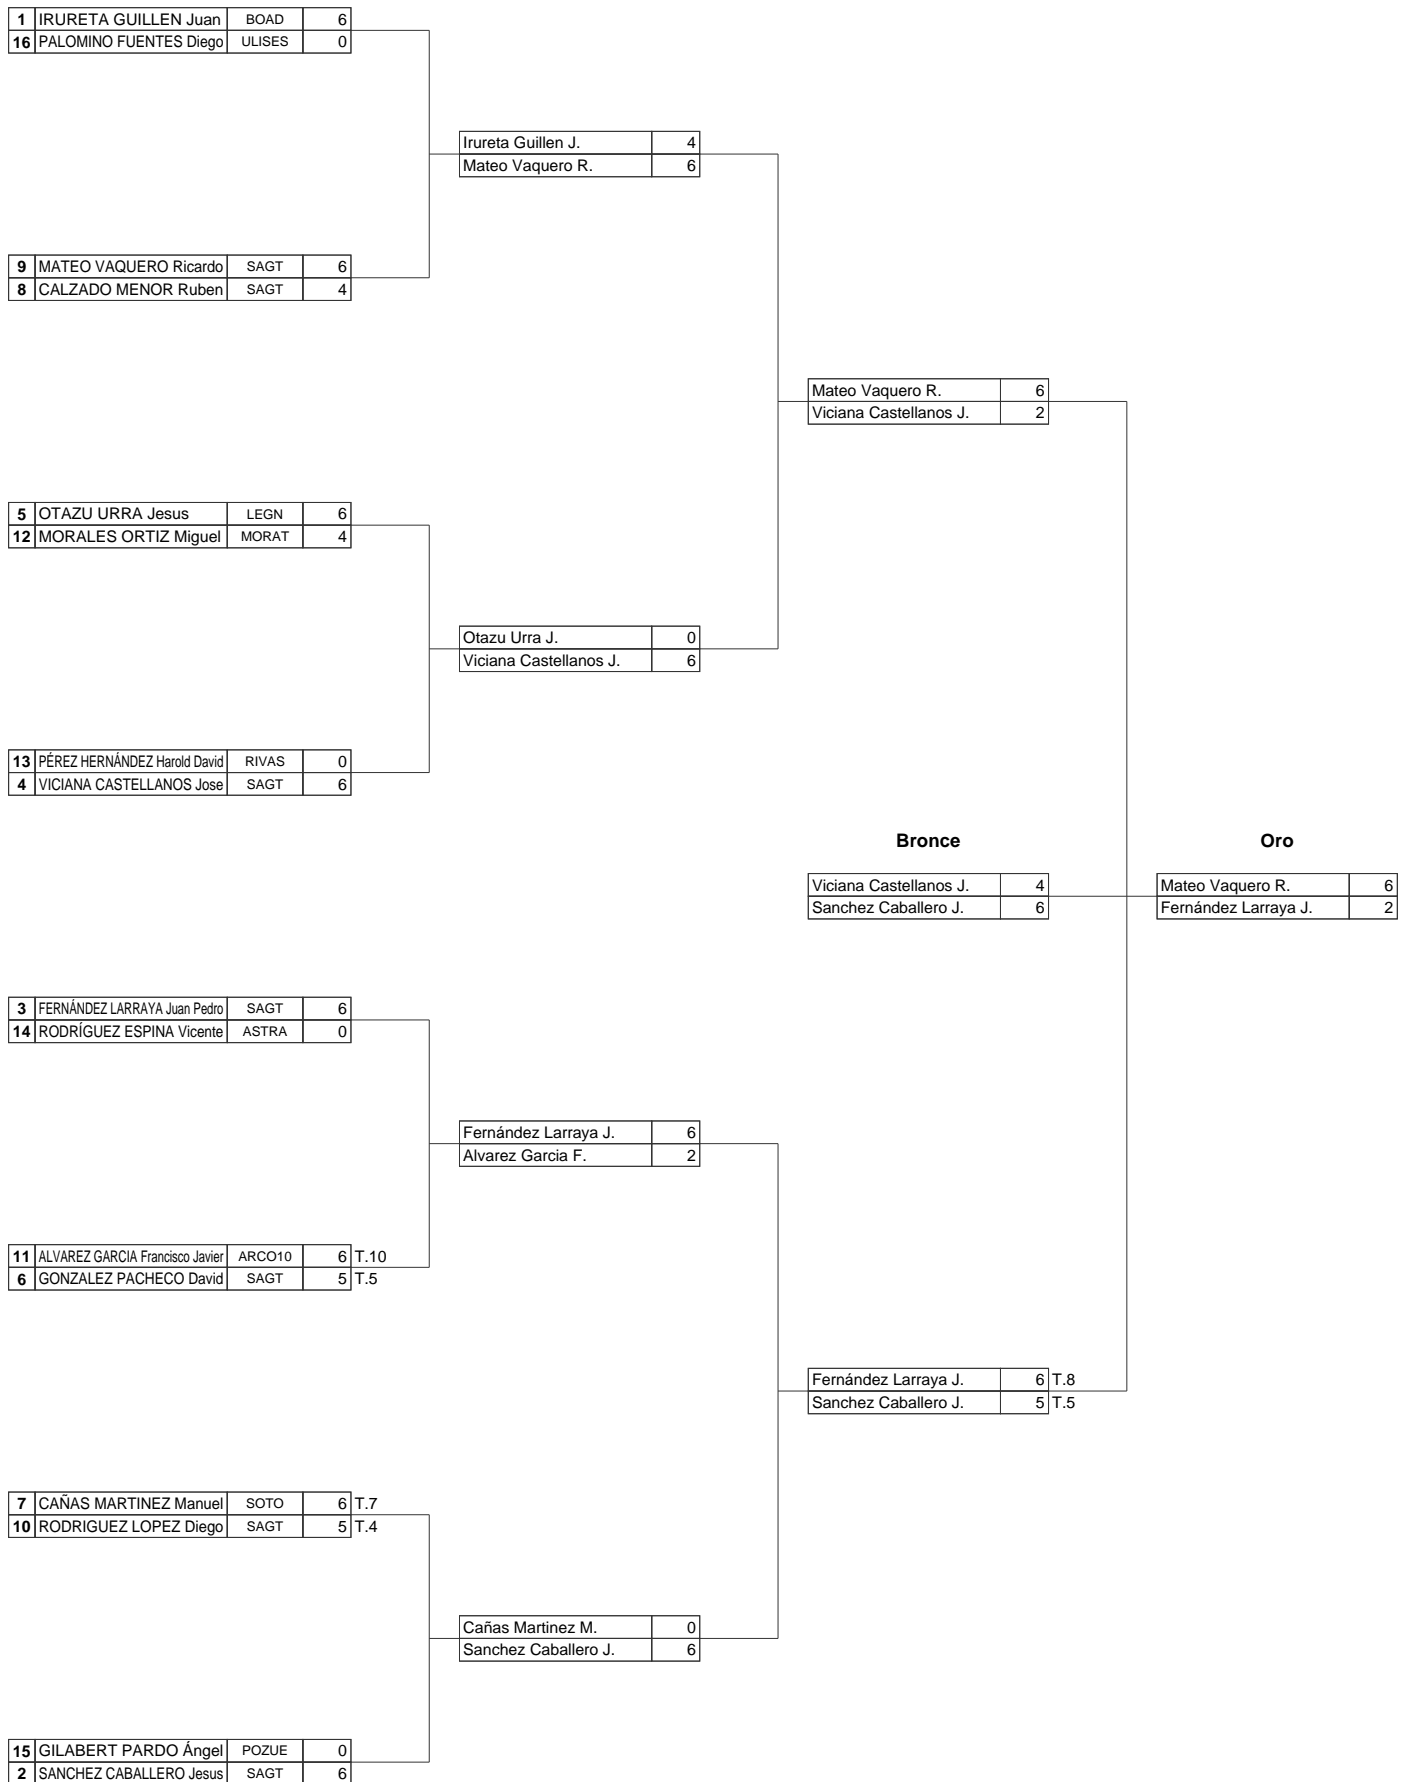 1 IRURETA GUILLEN Juan BOAD 6
16 PALOMINO FUENTES Diego ULISES 0
Irureta Guillen J. 4
Mateo Vaquero R. 6
9 MATEO VAQUERO Ricardo SAGT 6
8 CALZADO MENOR Ruben SAGT 4
Mateo Vaquero R. 6
Viciana Castellanos J. 2
5 OTAZU URRA Jesus LEGN 6
12 MORALES ORTIZ Miguel MORAT 4
Otazu Urra J. 0
Viciana Castellanos J. 6
13 PÉREZ HERNÁNDEZ Harold David RIVAS 0
4 VICIANA CASTELLANOS Jose SAGT 6
Bronce Oro
Viciana Castellanos J. 4 Mateo Vaquero R. 6
Sanchez Caballero J. 6 Fernández Larraya J. 2
3 FERNÁNDEZ LARRAYA Juan Pedro SAGT 6
14 RODRÍGUEZ ESPINA Vicente ASTRA 0
Fernández Larraya J. 6
Alvarez Garcia F. 2
11 ALVAREZ GARCIA Francisco Javier ARCO10 6 T.10
6 GONZALEZ PACHECO David SAGT 5 T.5
Fernández Larraya J. 6 T.8
Sanchez Caballero J. 5 T.5
7 CAÑAS MARTINEZ Manuel SOTO 6 T.7
10 RODRIGUEZ LOPEZ Diego SAGT 5 T.4
Cañas Martinez M. 0
Sanchez Caballero J. 6
15 GILABERT PARDO Ángel POZUE 0
2 SANCHEZ CABALLERO Jesus SAGT 6